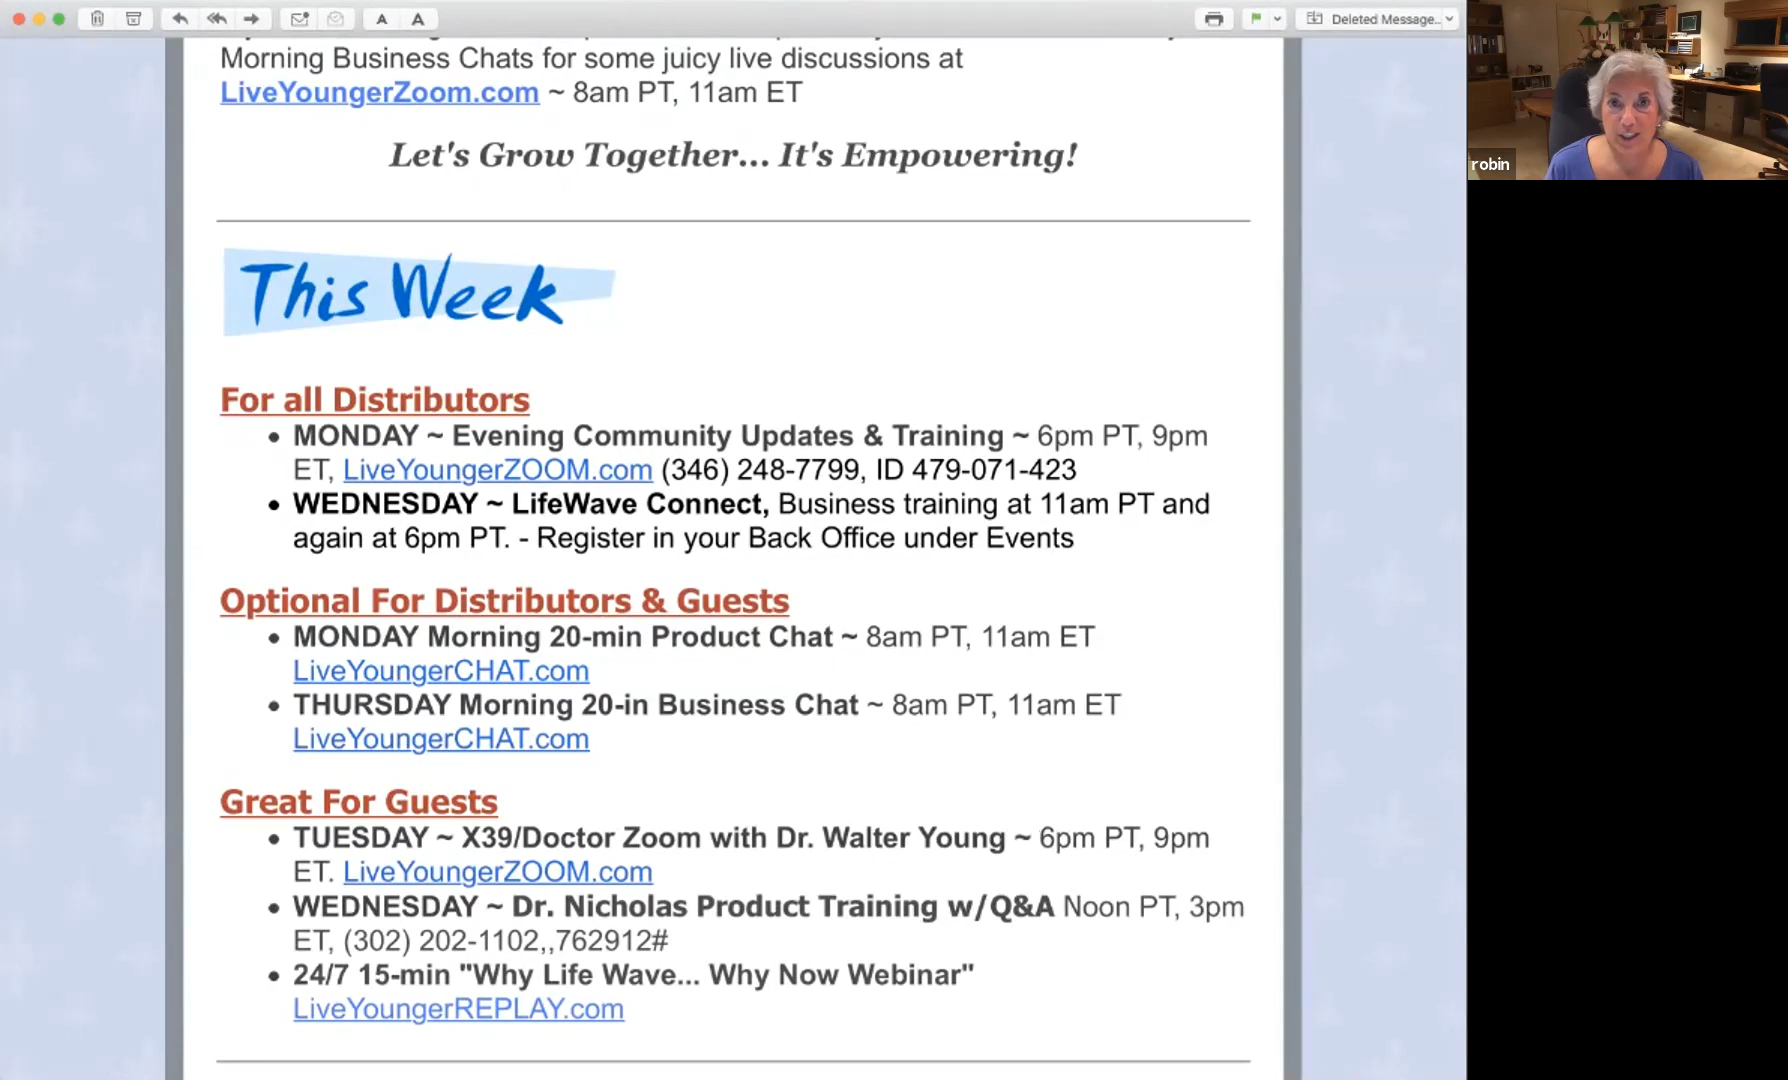 Deleted Message...
Morning Business Chats for some juicy live discussions at
LiveYoungerZoom.com ~ 8am PT, 11am ET
Let's Grow Together... It's Empowering!
This Week
For all Distributors
• MONDAY ~ Evening Community Updates & Training ~ 6pm PT, 9pm
ET, LiveYoungerZOOM.com (346) 248-7799, ID 479-071-423
• WEDNESDAY ~ LifeWave Connect, Business training at 11am PT and
again at 6pm PT. - Register in your Back Office under Events
Optional For Distributors & Guests
• MONDAY Morning 20-min Product Chat ~ 8am PT, 11am ET
LiveYoungerCHAT.com
• THURSDAY Morning 20-in Business Chat ~ 8am PT, 11am ET
LiveYoungerCHAT.com
Great For Guests
• TUESDAY ~ X39/Doctor Zoom with Dr. Walter Young ~ 6pm PT, 9pm
ET. LiveYoungerZOOM.com
• WEDNESDAY ~ Dr. Nicholas Product Training w/Q&A Noon PT, 3pm
ET, (302) 202-1102,,762912#
• 24/7 15-min "Why Life Wave... Why Now Webinar"
LiveYoungerREPLAY.com
robin